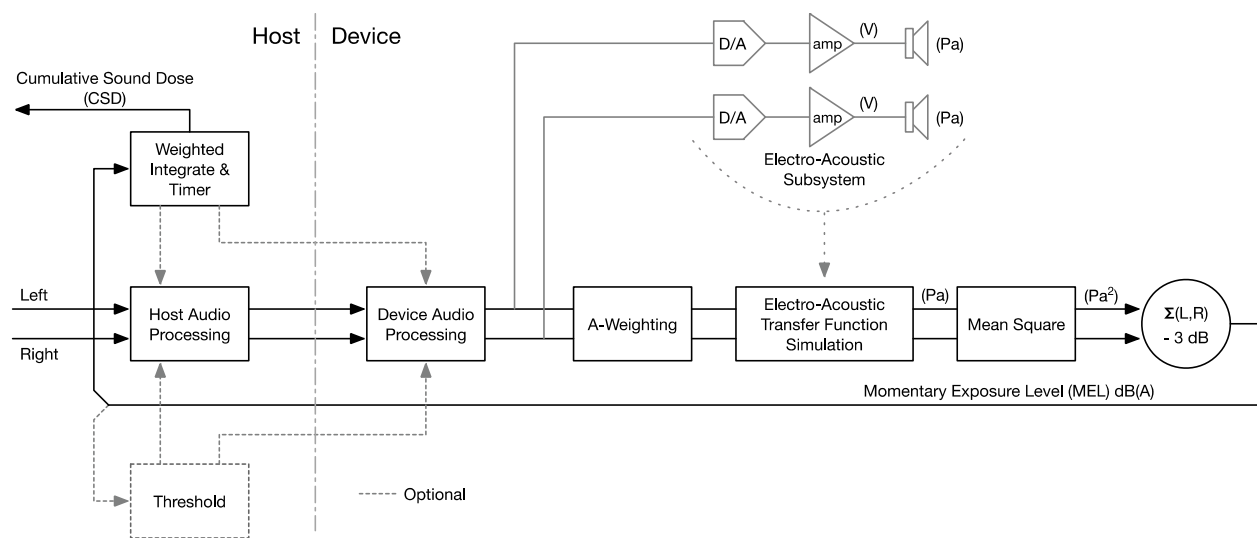 Host
Device
D/A
amp
(V)
(Pa)
Cumulative Sound Dose
(CSD)
D/A
amp
(V)
(Pa)
Weighted
Integrate &
Timer
Electro-Acoustic
Subsystem
Left
Right
Host Audio
Processing
Device Audio
Processing
A-Weighting
Electro-Acoustic
Transfer Function
Simulation
(Pa)
Mean Square
(Pa²)
Σ(L,R)
- 3 dB
Momentary Exposure Level (MEL) dB(A)
Threshold
Optional